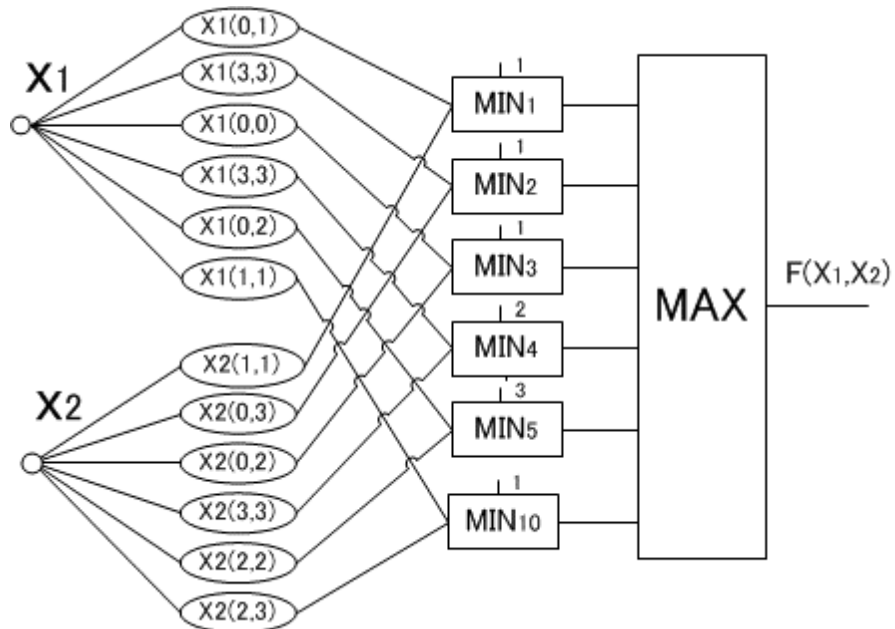 X1
X1(0,1)
X1(3,3)
X1(0,0)
X1(3,3)
X1(0,2)
X1(1,1)
X2
X2(1,1)
X2(0,3)
X2(0,2)
X2(3,3)
X2(2,2)
X2(2,3)
1
MIN1
1
MIN2
1
MIN3
2
MIN4
3
MIN5
1
MIN10
MAX
F(X1,X2)